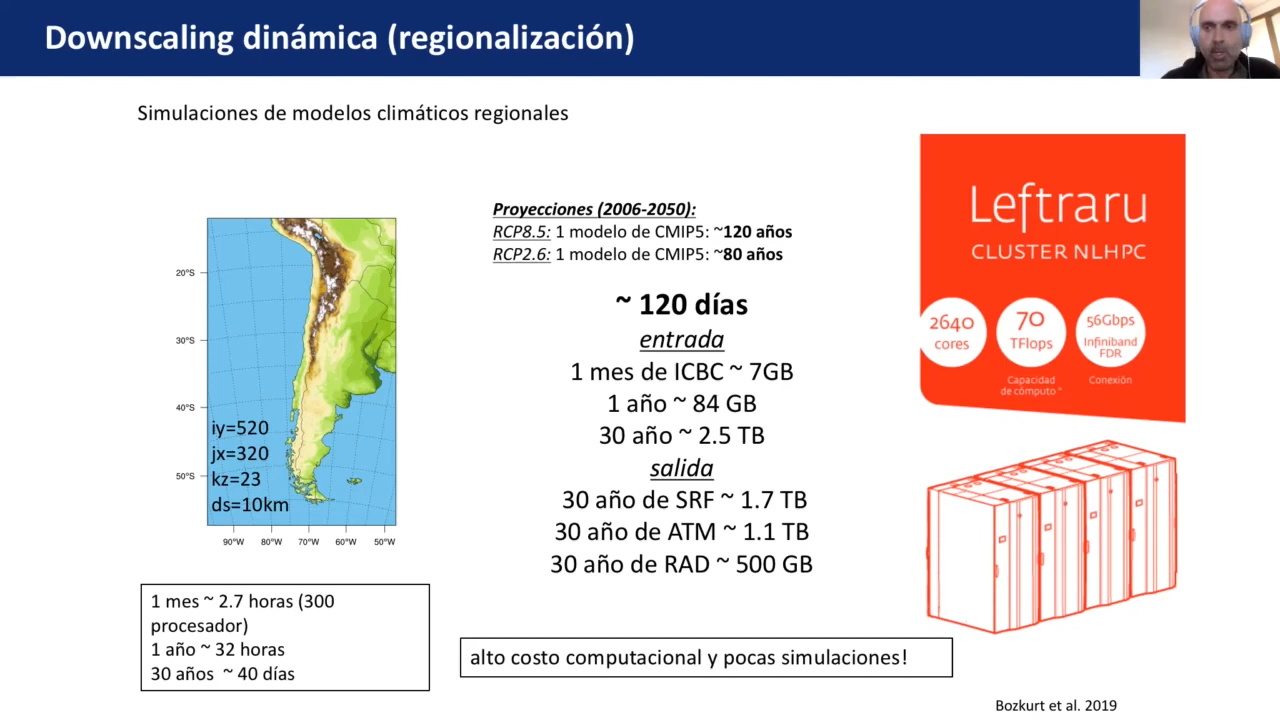 Downscaling dinámica (regionalización)
Simulaciones de modelos climáticos regionales
20°S
30°S
40°S
50°S
90°W
80°W
70°W
60°W
50°W
iy=520
jx=320
kz=23
ds=10km
1 mes ~ 2.7 horas (300
procesador)
1 año ~ 32 horas
30 años ~ 40 días
Proyecciones (2006-2050):
RCP8.5: 1 modelo de CMIP5: ~120 años
RCP2.6: 1 modelo de CMIP5: ~80 años
~ 120 días
entrada
1 mes de ICBC ~ 7GB
1 año ~ 84 GB
30 año ~ 2.5 TB
salida
30 año de SRF ~ 1.7 TB
30 año de ATM ~ 1.1 TB
30 año de RAD ~ 500 GB
alto costo computacional y pocas simulaciones!
Leftraru
CLUSTER NLHPC
2640
cores
70
TFlops
Capacidad
de cómputo
56Gbps
Infiniband
FDR
Conexión
Bozkurt et al. 2019